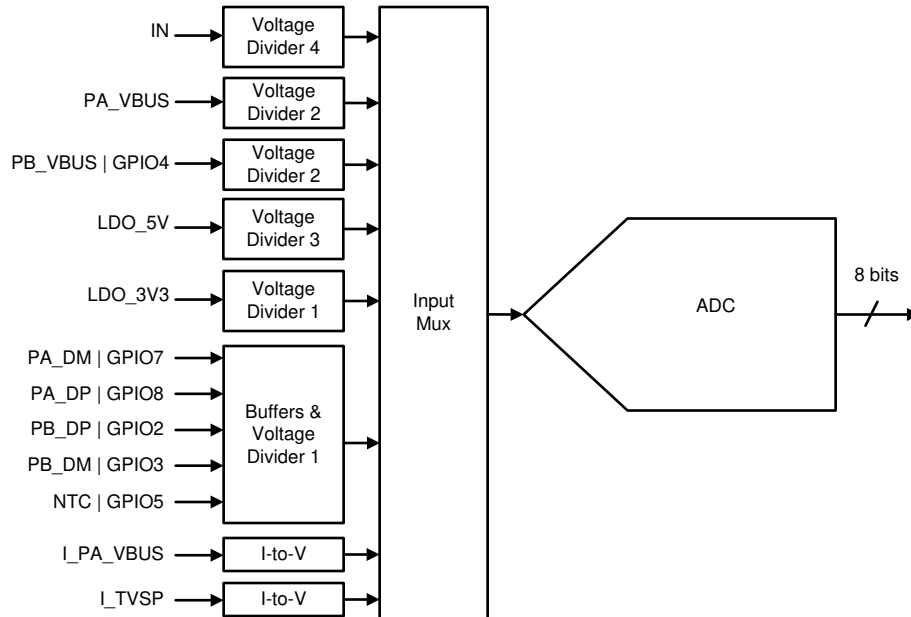 IN
Voltage
Divider 4
PA_VBUS
Voltage
Divider 2
PB_VBUS | GPIO4
Voltage
Divider 2
LDO_5V
Voltage
Divider 3
LDO_3V3
Voltage
Divider 1
PA_DM | GPIO7
PA_DP | GPIO8
PB_DP | GPIO2
PB_DM | GPIO3
NTC | GPIO5
Buffers &
Voltage
Divider 1
I_PA_VBUS
I-to-V
I_TVSP
I-to-V
Input
Mux
ADC
8 bits